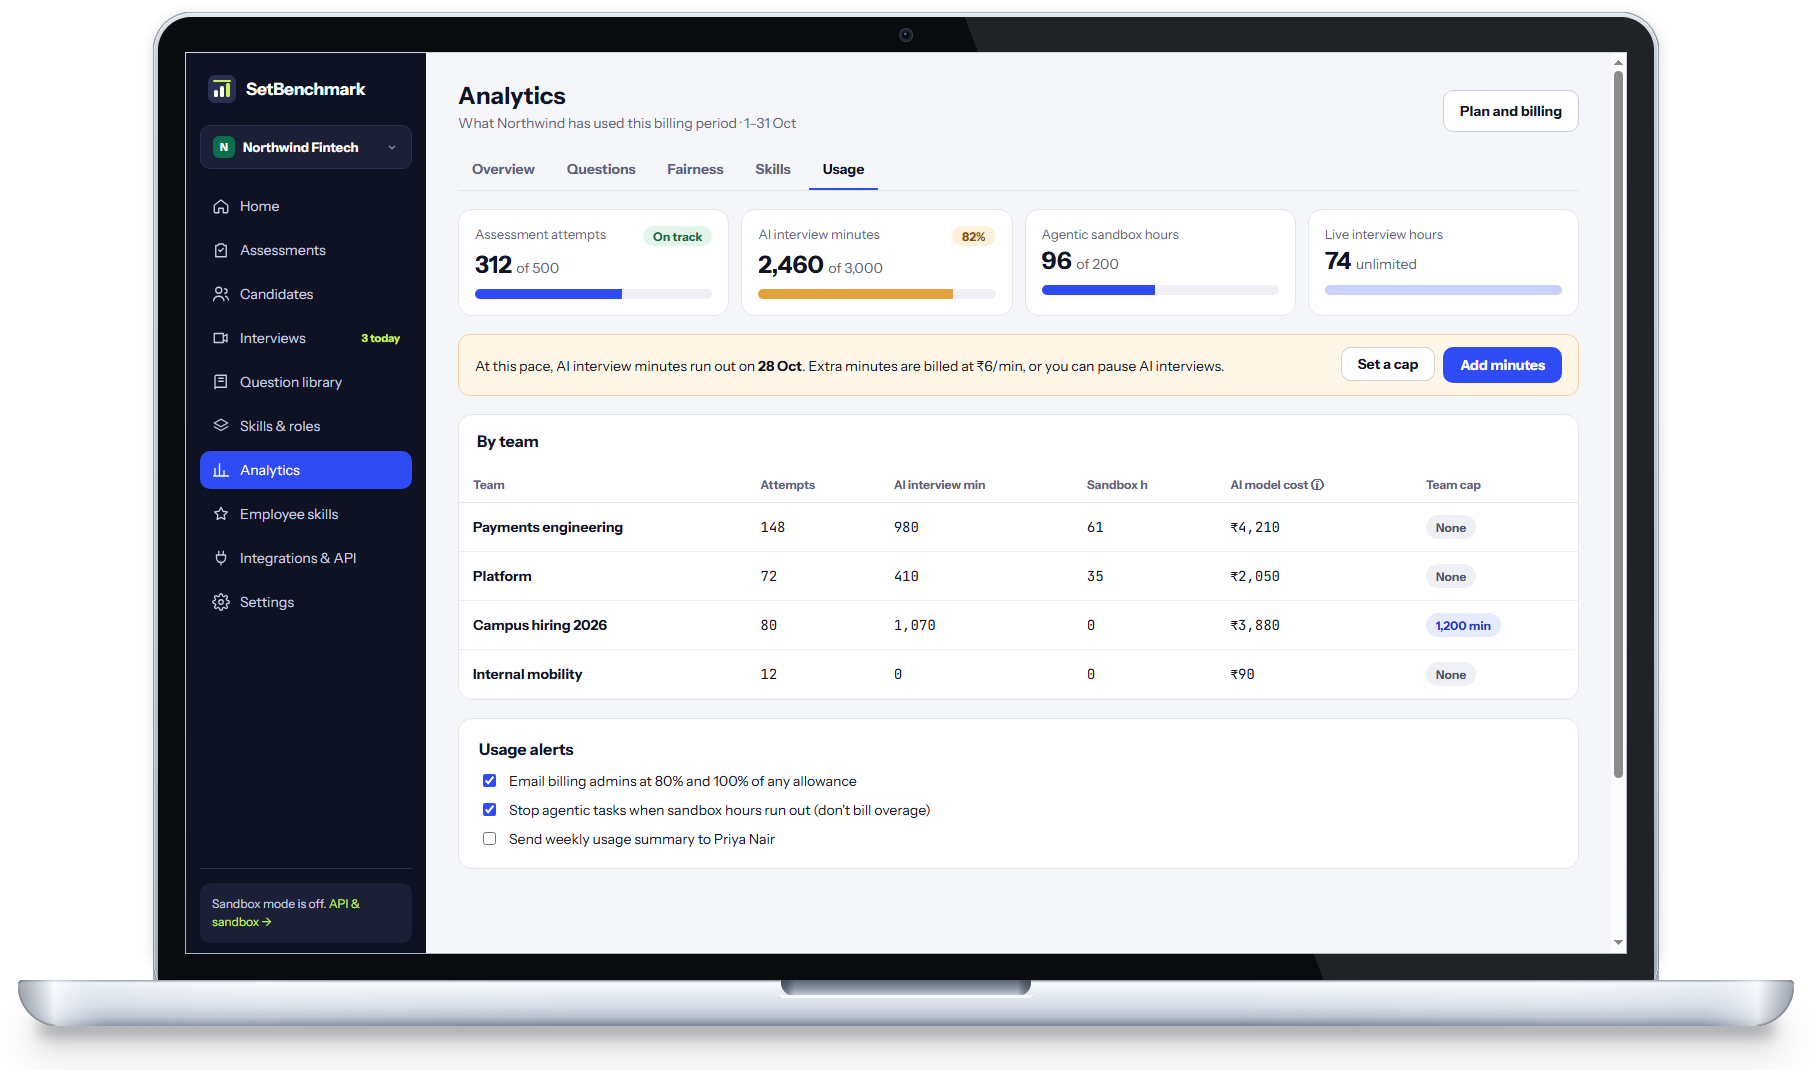 SetBenchmark
N Northwind Fintech
Home
Assessments
Candidates
Interviews 3 today
Question library
Skills & roles
Analytics
Employee skills
Integrations & API
Settings
Sandbox mode is off. API &
sandbox →
Analytics
What Northwind has used this billing period · 1–31 Oct
Plan and billing
Overview Questions Fairness Skills Usage
Assessment attempts On track
312 of 500
AI interview minutes 82%
2,460 of 3,000
Agentic sandbox hours
96 of 200
Live interview hours
74 unlimited
At this pace, AI interview minutes run out on 28 Oct. Extra minutes are billed at ₹6/min, or you can pause AI interviews.
Set a cap Add minutes
By team
Team Attempts AI interview min Sandbox h AI model cost ⓘ Team cap
Payments engineering 148 980 61 ₹4,210 None
Platform 72 410 35 ₹2,050 None
Campus hiring 2026 80 1,070 0 ₹3,880 1,200 min
Internal mobility 12 0 0 ₹90 None
Usage alerts
Email billing admins at 80% and 100% of any allowance
Stop agentic tasks when sandbox hours run out (don't bill overage)
Send weekly usage summary to Priya Nair